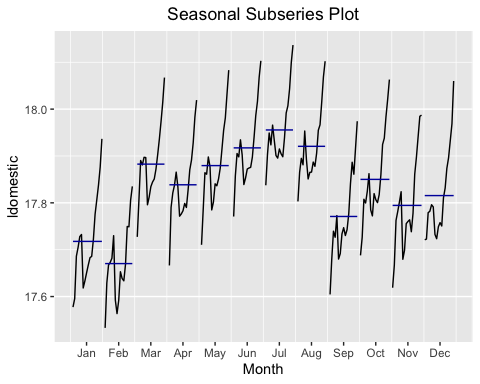 Seasonal Subseries Plot
ldomestic
18.0
17.8
17.6
Jan Feb Mar Apr May Jun Jul Aug Sep Oct Nov Dec
Month